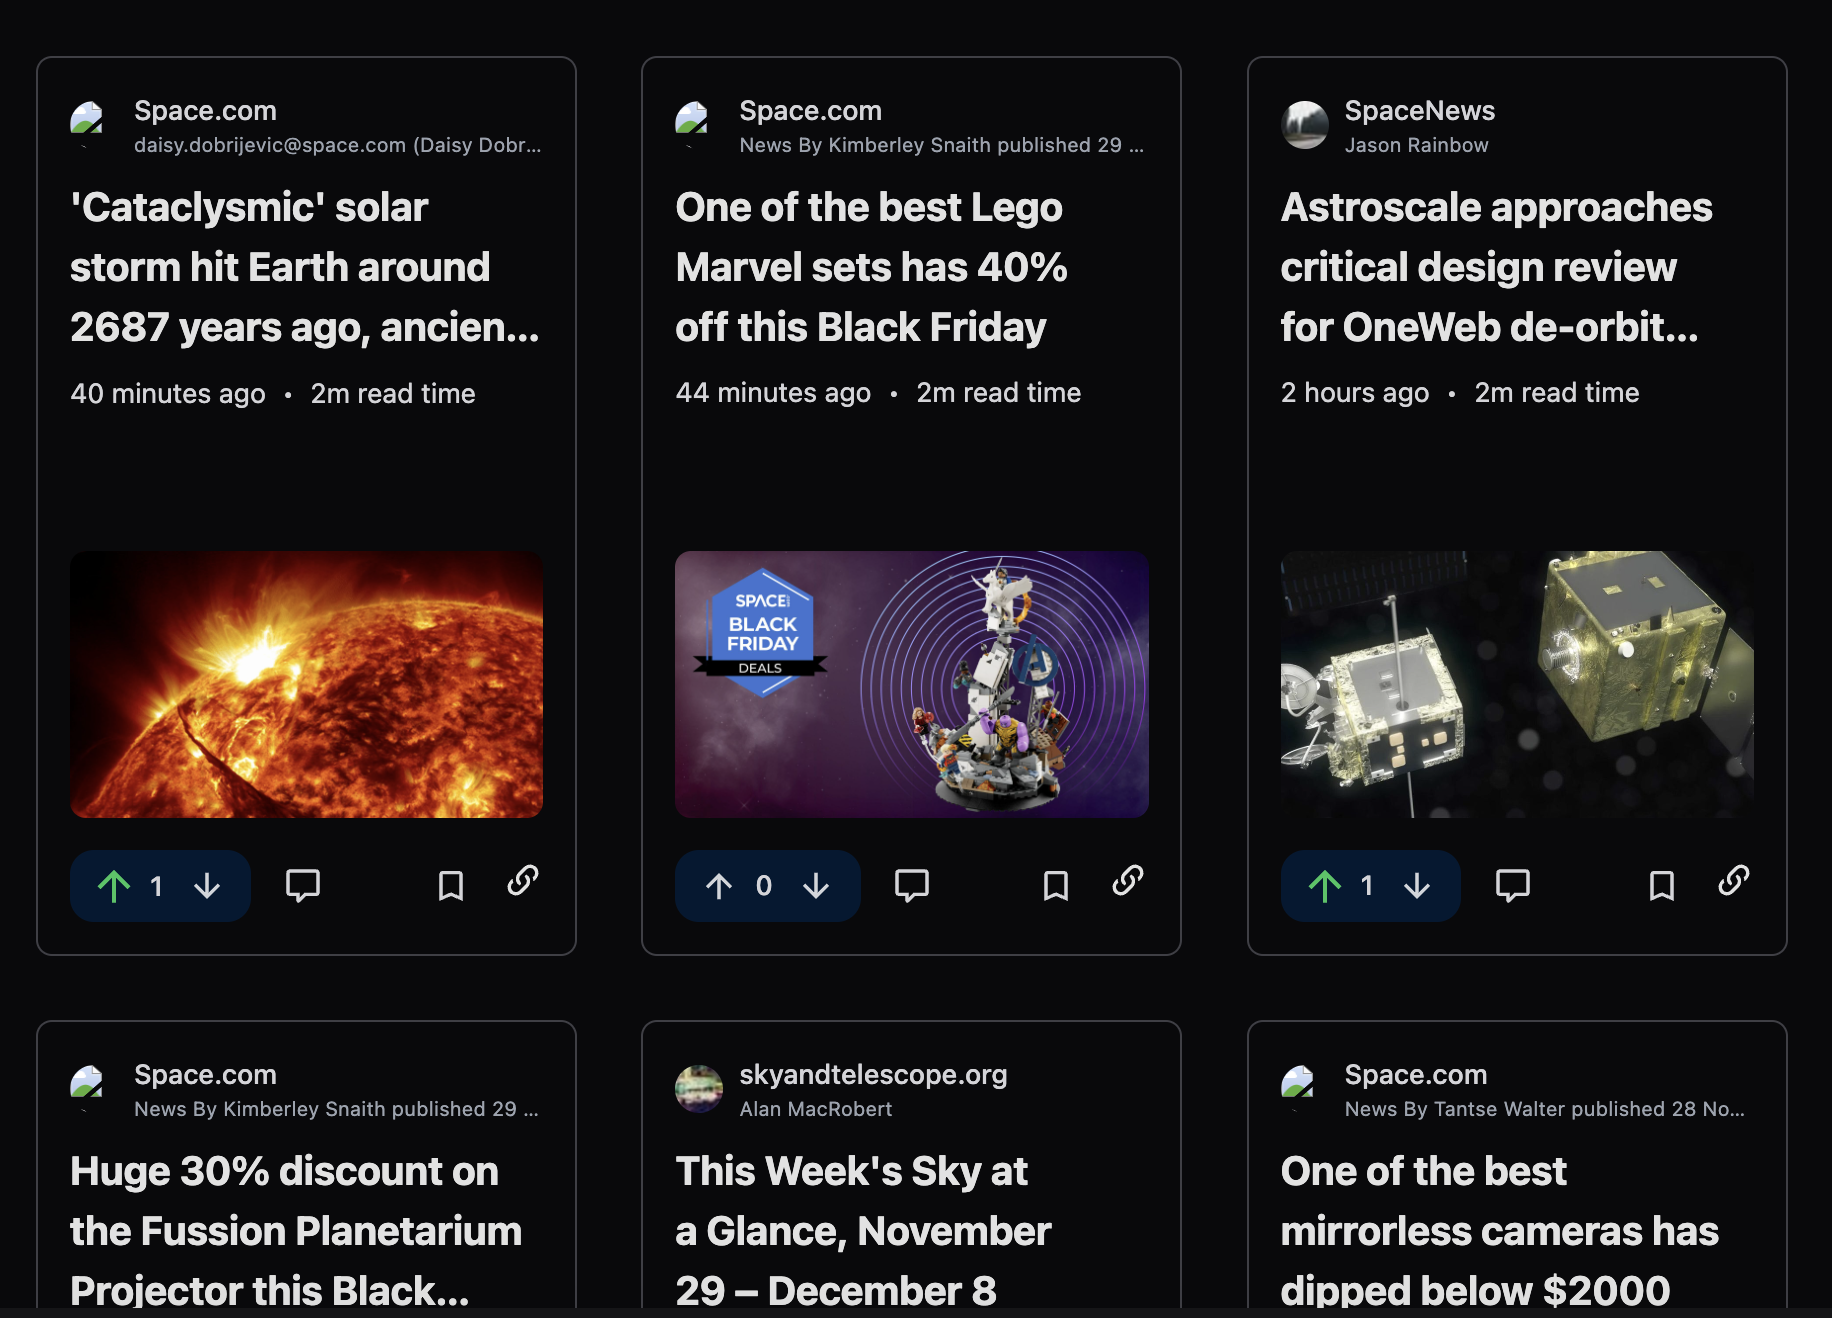 Space.com
daisy.dobrijevic@space.com (Daisy Dobr...
'Cataclysmic' solar
storm hit Earth around
2687 years ago, ancien...
40 minutes ago • 2m read time
1
Space.com
News By Kimberley Snaith published 29 ...
One of the best Lego
Marvel sets has 40%
off this Black Friday
44 minutes ago • 2m read time
SPACE
BLACK
FRIDAY
DEALS
0
SpaceNews
Jason Rainbow
Astroscale approaches
critical design review
for OneWeb de-orbit...
2 hours ago • 2m read time
1
Space.com
News By Kimberley Snaith published 29 ...
Huge 30% discount on
the Fussion Planetarium
Projector this Black...
skyandtelescope.org
Alan MacRobert
This Week's Sky at
a Glance, November
29 – December 8
Space.com
News By Tantse Walter published 28 No...
One of the best
mirrorless cameras has
dipped below $2000